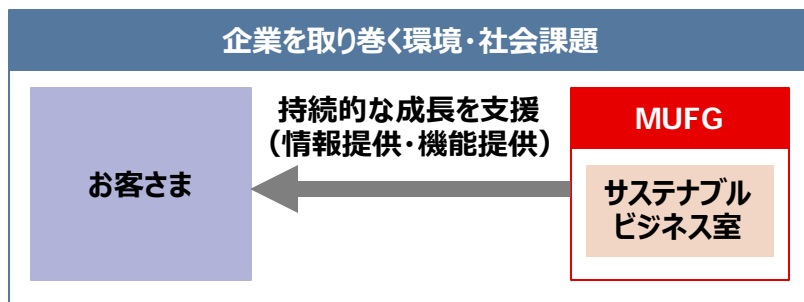 企業を取り巻く環境・社会課題
お客さま
持続的な成長を支援
（情報提供・機能提供）
MUFG
サステナブル
ビジネス室